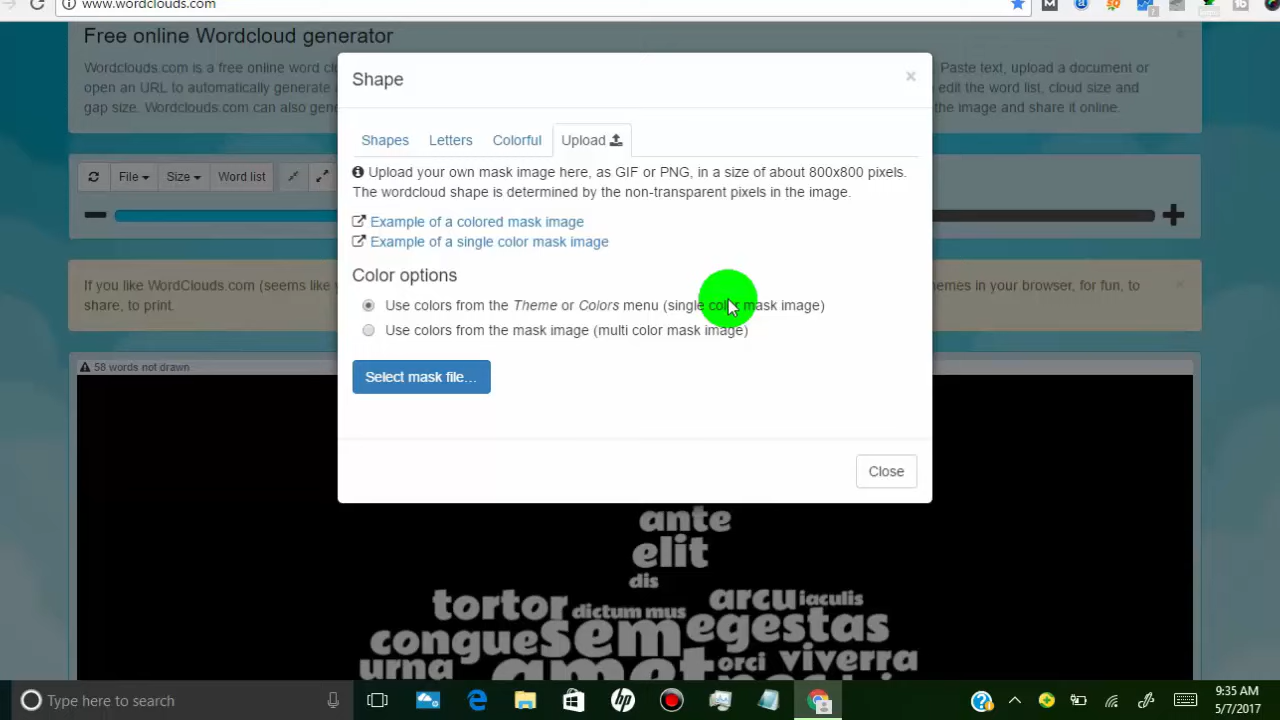 www.wordclouds.com
Free online Wordcloud generator
Wordclouds.com is a free online word
Paste text, upload a document or
open an URL to automatically generate
edit the word list, cloud size and
gap size. Wordclouds.com can also
the image and share it online.
Shape
×
Shapes Letters Colorful Upload
Upload your own mask image here, as GIF or PNG, in a size of about 800x800 pixels.
The wordcloud shape is determined by the non-transparent pixels in the image.
Example of a colored mask image
Example of a single color mask image
Color options
Use colors from the Theme or Colors menu (single color mask image)
Use colors from the mask image (multi color mask image)
Select mask file...
Close
File Size Word list
If you like WordClouds.com (seems like
in your browser, for fun, to
share, to print.
58 words not drawn
ante
elit
dis
tortor dictum mus arcu iaculis
congue sem egestas
urna amet orci viverra
Type here to search
9:35 AM
5/7/2017